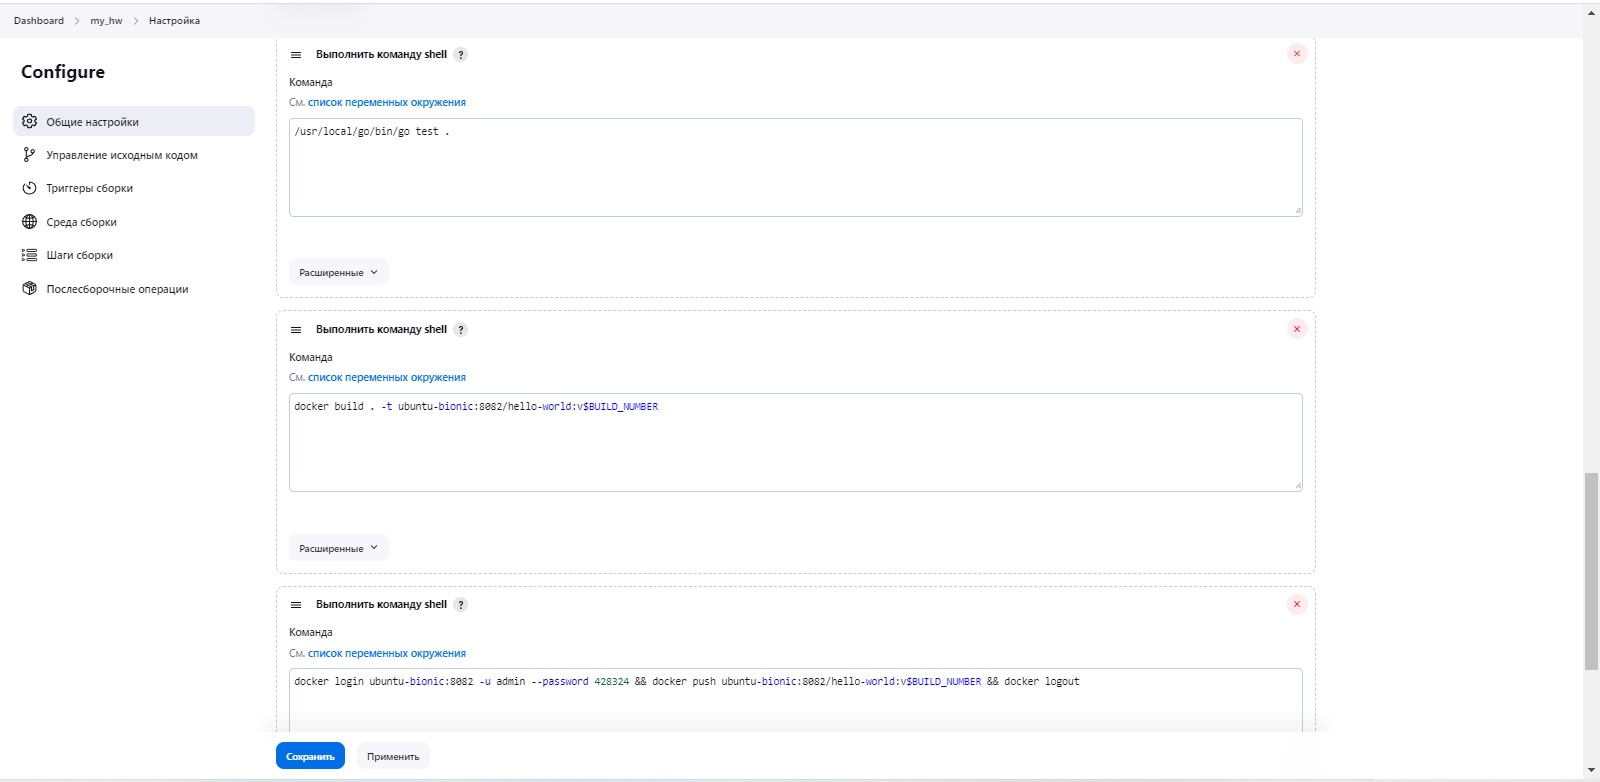 Dashboard > my_hw > Настройка
Configure
Общие настройки
Управление исходным кодом
Триггеры сборки
Среда сборки
Шаги сборки
Послесборочные операции
Выполнить команду shell ?
Команда
См. список переменных окружения
/usr/local/go/bin/go test .
Расширенные
Выполнить команду shell ?
Команда
См. список переменных окружения
docker build . -t ubuntu-bionic:8082/hello-world:v$BUILD_NUMBER
Расширенные
Выполнить команду shell ?
Команда
См. список переменных окружения
docker login ubuntu-bionic:8082 -u admin --password 428324 && docker push ubuntu-bionic:8082/hello-world:v$BUILD_NUMBER && docker logout
Сохранить
Применить